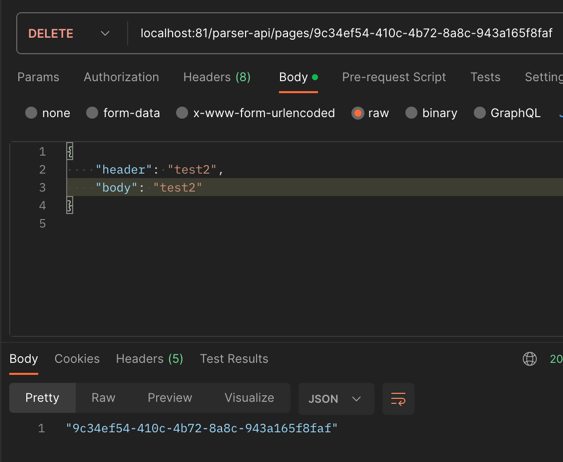 DELETE localhost:81/parser-api/pages/9c34ef54-410c-4b72-8a8c-943a165f8faf
Params Authorization Headers (8) Body Pre-request Script Tests Setting
none form-data x-www-form-urlencoded raw binary GraphQL
1 {
2 "header": "test2",
3 "body": "test2"
4 }
5
Body Cookies Headers (5) Test Results 20
Pretty Raw Preview Visualize JSON
1 "9c34ef54-410c-4b72-8a8c-943a165f8faf"